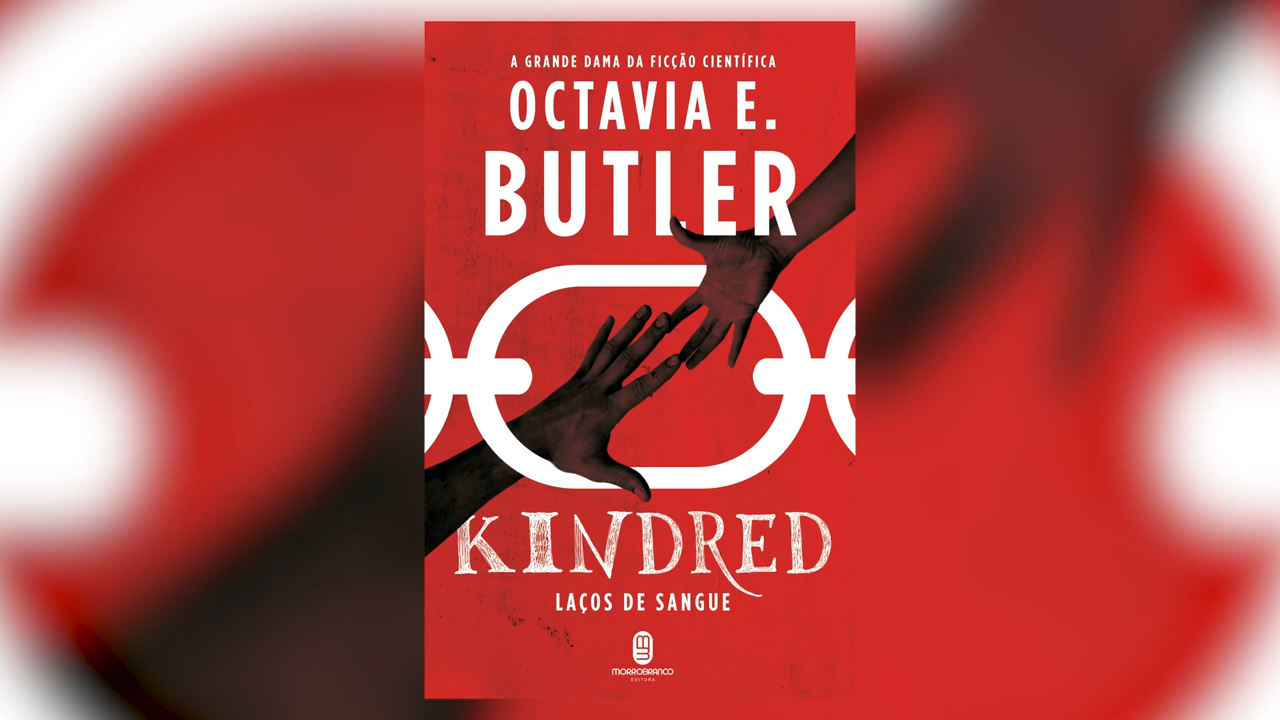 A GRANDE DAMA DA FICÇÃO CIENTÍFICA
OCTAVIA E.
BUTLER
KINDRED
LAÇOS DE SANGUE
MORROBRANCO
EDITORA